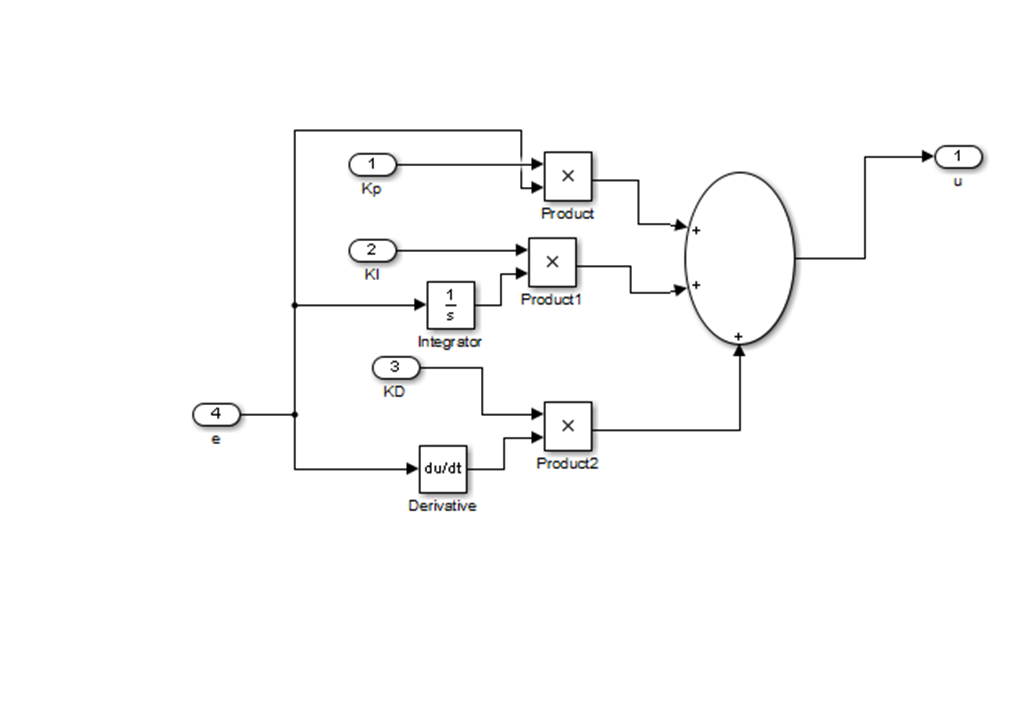 1
Kp
×
Product
1
u
+
2
KI
×
Product1
+
1
s
Integrator
+
3
KD
4
e
×
Product2
du/dt
Derivative